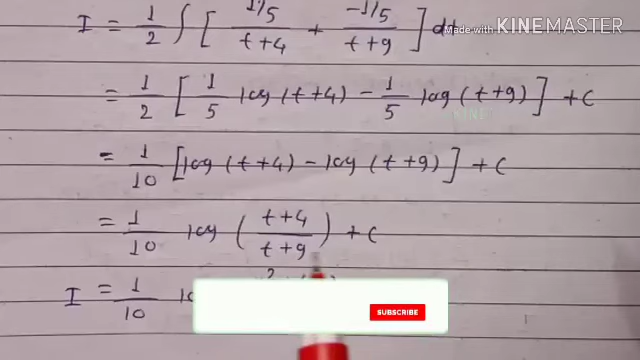 Made with KINEMASTER
I = 1/2 ∫ [ 1/5 / t+4 + -1/5 / t+9 ] dt
= 1/2 [ 1/5 log (t+4) - 1/5 log (t+9) ] + C
= 1/10 [ log (t+4) - log (t+9) ] + C
= 1/10 log ( t+4 / t+9 ) + C
I = 1/10
SUBSCRIBE